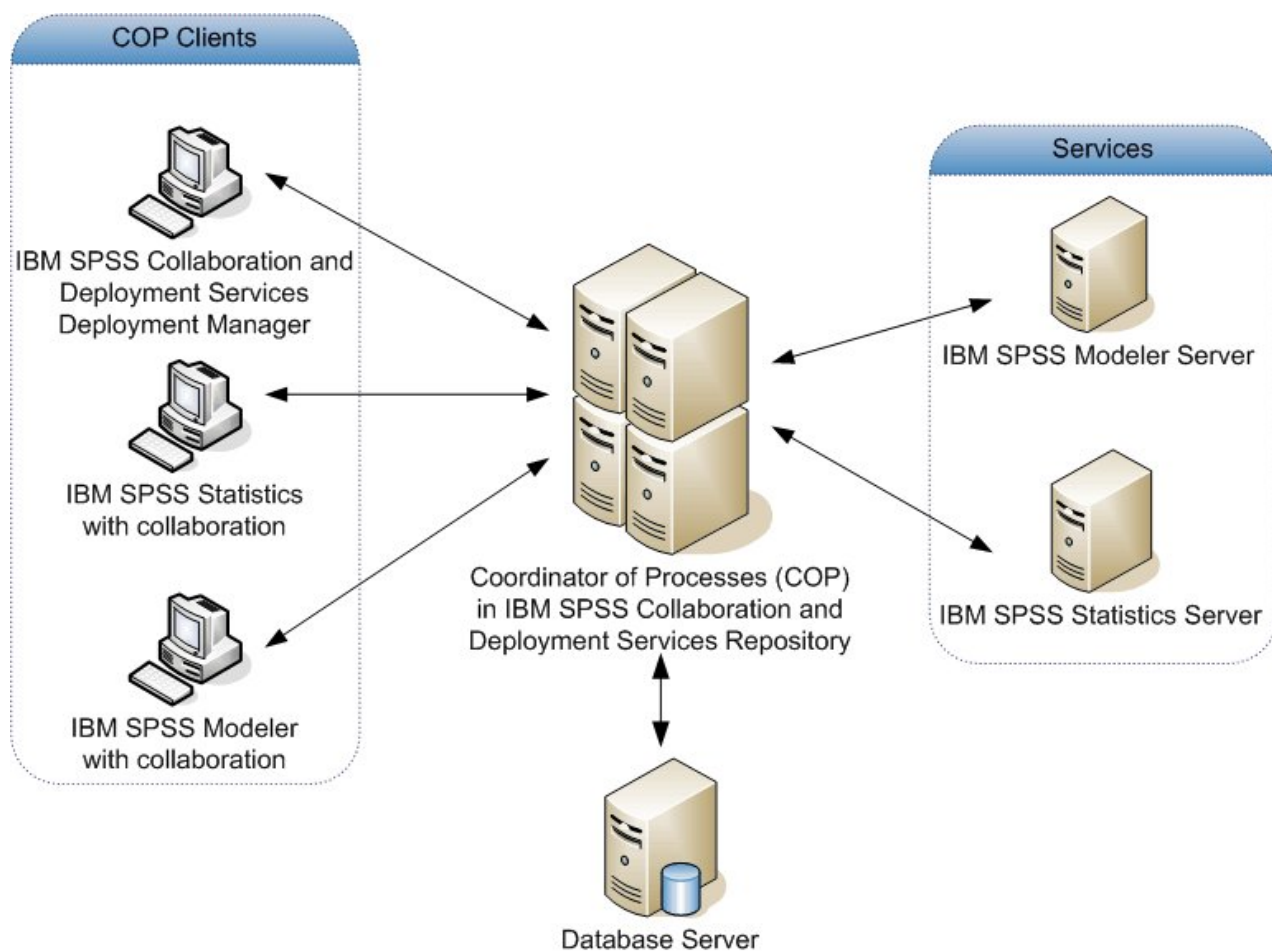 COP Clients
IBM SPSS Collaboration and
Deployment Services
Deployment Manager
IBM SPSS Statistics
with collaboration
IBM SPSS Modeler
with collaboration
Coordinator of Processes (COP)
in IBM SPSS Collaboration and
Deployment Services Repository
Database Server
Services
IBM SPSS Modeler Server
IBM SPSS Statistics Server